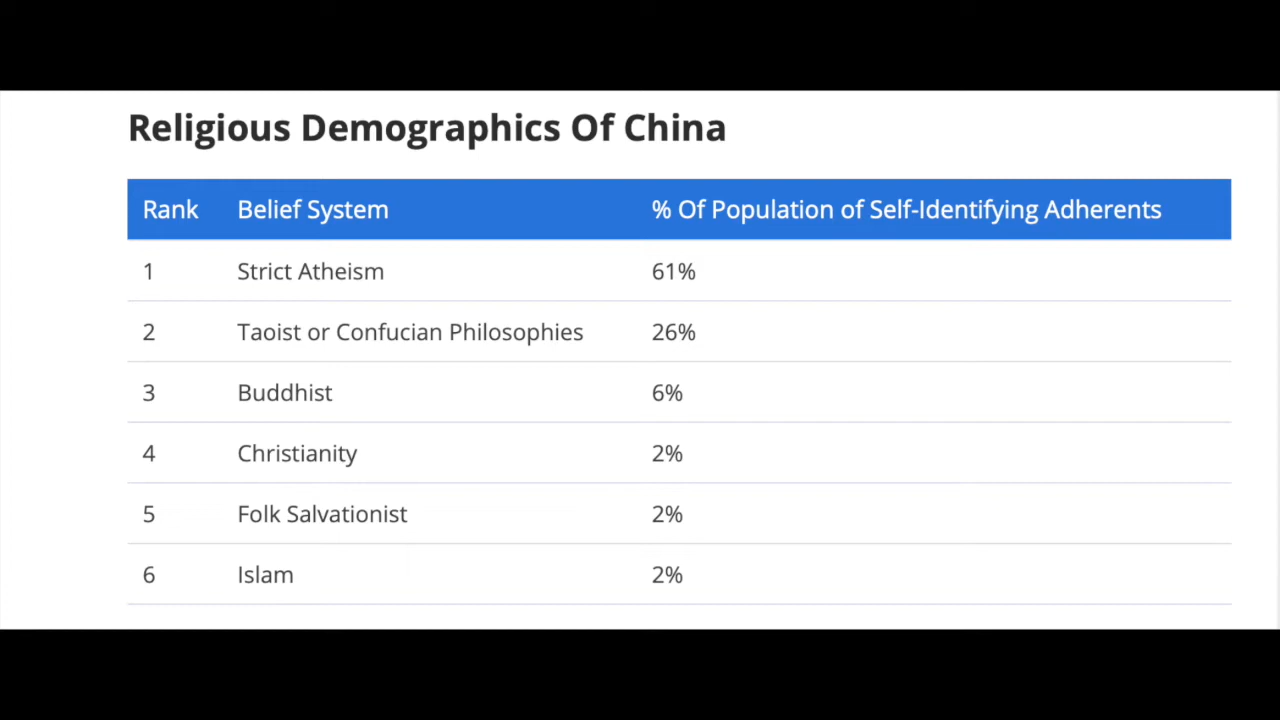 Religious Demographics Of China
Rank Belief System % Of Population of Self-Identifying Adherents
1 Strict Atheism 61%
2 Taoist or Confucian Philosophies 26%
3 Buddhist 6%
4 Christianity 2%
5 Folk Salvationist 2%
6 Islam 2%